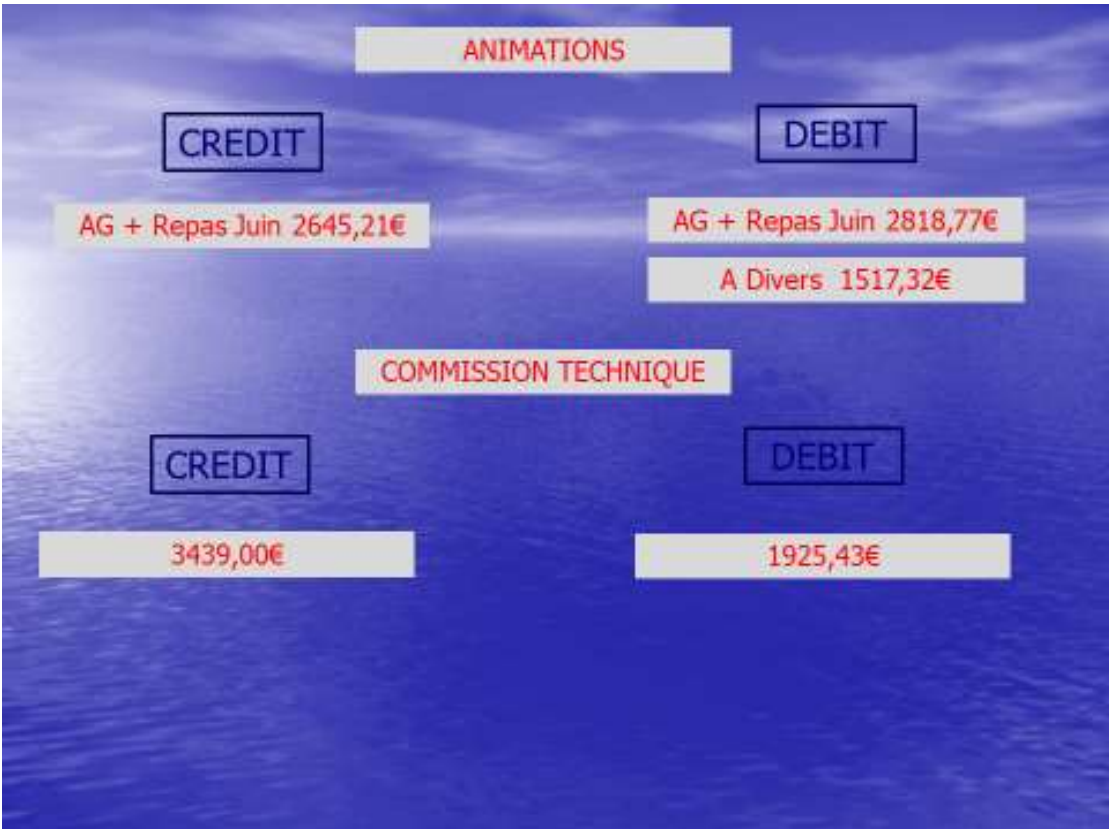 ANIMATIONS
CREDIT
DEBIT
AG + Repas Juin 2645,21€
AG + Repas Juin 2818,77€
A Divers 1517,32€
COMMISSION TECHNIQUE
CREDIT
DEBIT
3439,00€
1925,43€